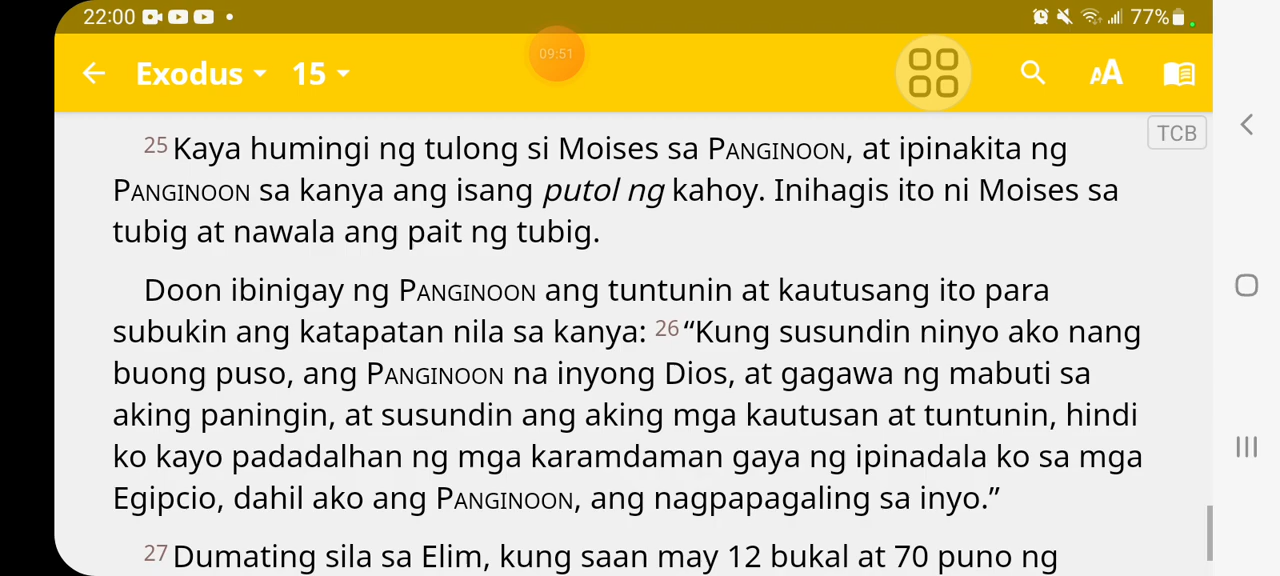 22:00 77%
Exodus 15 09:51
TCB
25 Kaya humingi ng tulong si Moises sa PANGINOON, at ipinakita ng
PANGINOON sa kanya ang isang putol ng kahoy. Inihagis ito ni Moises sa
tubig at nawala ang pait ng tubig.
Doon ibinigay ng PANGINOON ang tuntunin at kautusang ito para
subukin ang katapatan nila sa kanya: 26 “Kung susundin ninyo ako nang
buong puso, ang PANGINOON na inyong Dios, at gagawa ng mabuti sa
aking paningin, at susundin ang aking mga kautusan at tuntunin, hindi
ko kayo padadalhan ng mga karamdaman gaya ng ipinadala ko sa mga
Egipcio, dahil ako ang PANGINOON, ang nagpapagaling sa inyo.”
27 Dumating sila sa Elim, kung saan may 12 bukal at 70 puno ng